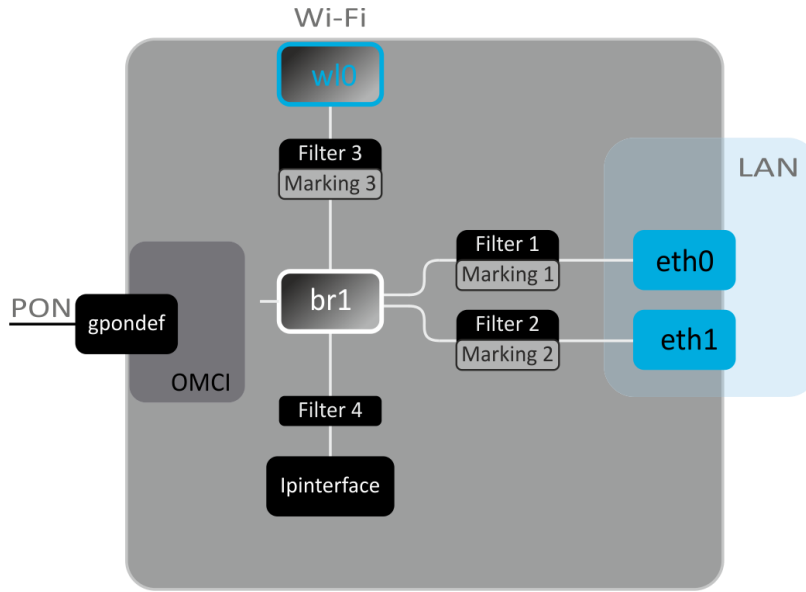 Wi-Fi
wl0
Filter 3
Marking 3
LAN
Filter 1
Marking 1
eth0
PON
gpondef
OMCI
br1
Filter 2
Marking 2
eth1
Filter 4
Ipinterface